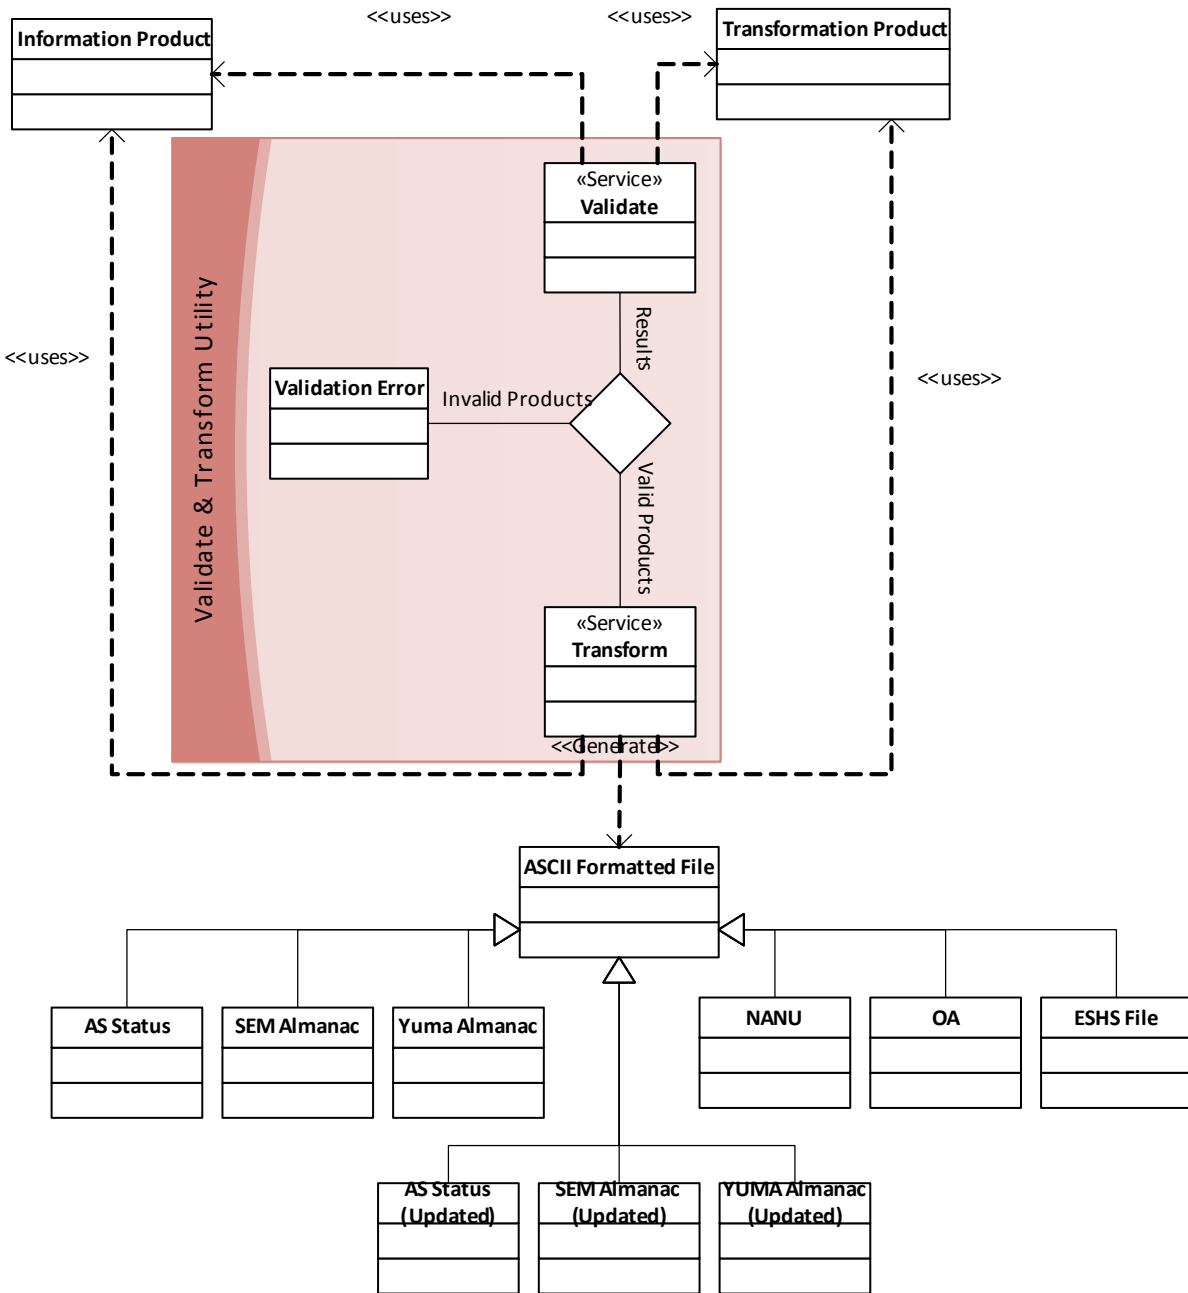 <<uses>>
<<uses>>
Information Product
Transformation Product
«Service»
Validate
Validate & Transform Utility
Results
<<uses>>
<<uses>>
Validation Error
Invalid Products
Valid Products
«Service»
Transform
<<Generate>>
ASCII Formatted File
AS Status
SEM Almanac
Yuma Almanac
NANU
OA
ESHS File
AS Status
(Updated)
SEM Almanac
(Updated)
YUMA Almanac
(Updated)